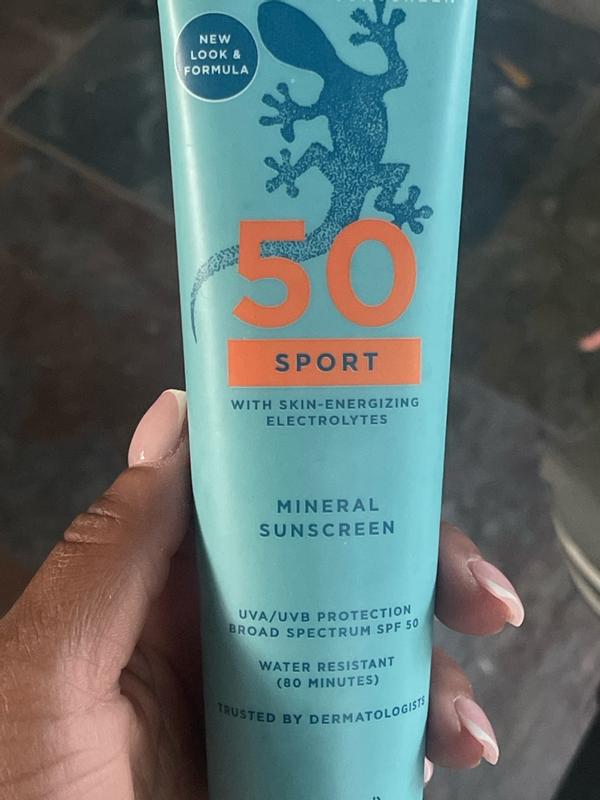 NEW
LOOK &
FORMULA
50
SPORT
WITH SKIN-ENERGIZING
ELECTROLYTES
MINERAL
SUNSCREEN
UVA/UVB PROTECTION
BROAD SPECTRUM SPF 50
WATER RESISTANT
(80 MINUTES)
TRUSTED BY DERMATOLOGISTS